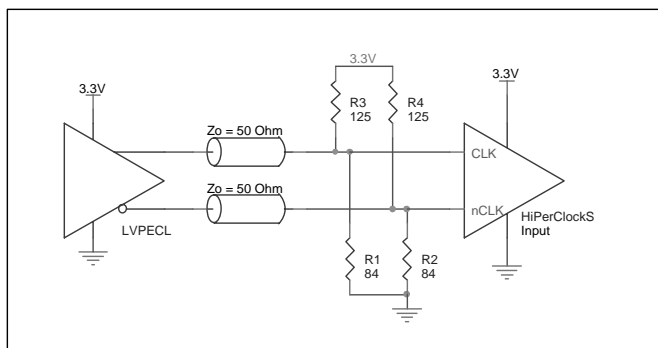 3.3V
3.3V
3.3V
R3
125
R4
125
Zo = 50 Ohm
CLK
Zo = 50 Ohm
nCLK
LVPECL
HiPerClockS
Input
R1
84
R2
84